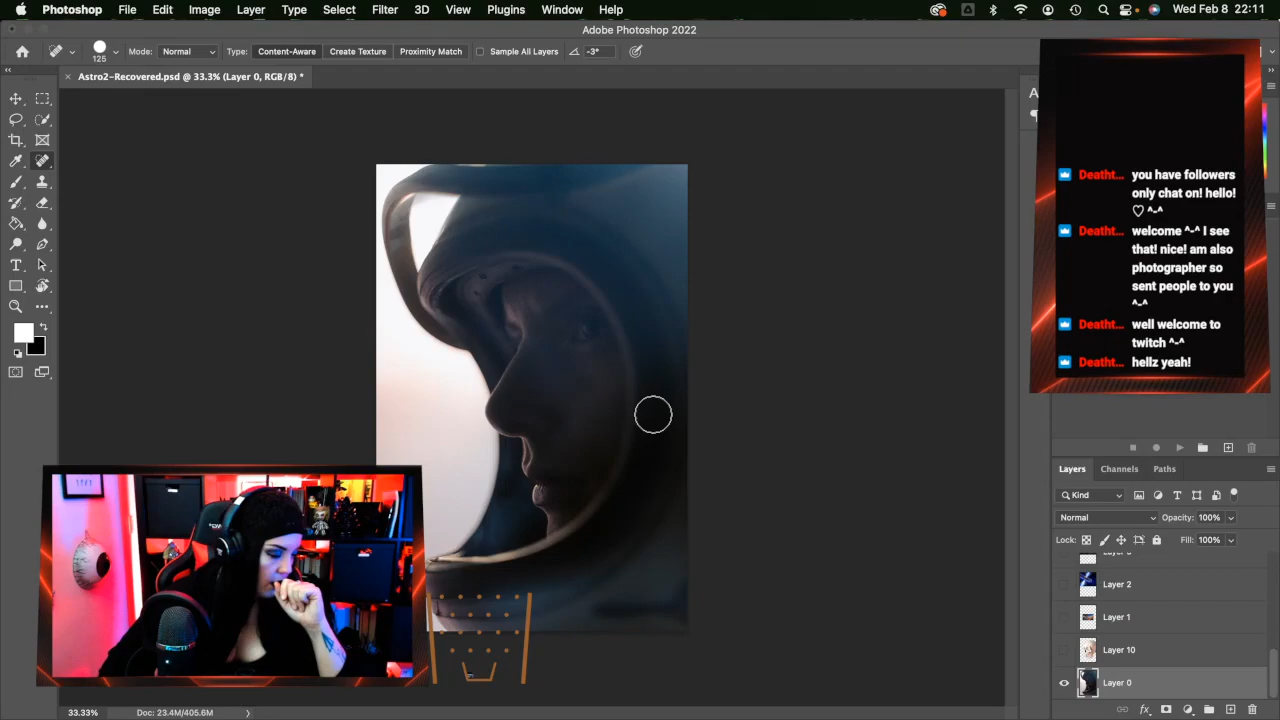 Photoshop File Edit Image Layer Type Select Filter 3D View Plugins Window Help Wed Feb 8 22:11
Adobe Photoshop 2022
125 Mode: Normal Type: Content-Aware Create Texture Proximity Match Sample All Layers -3°
Astro2-Recovered.psd @ 33.3% (Layer 0, RGB/8) *
Deatht... you have followers
only chat on! hello!
♡ ^-^
Deatht... welcome ^-^ I see
that! nice! am also
photographer so
sent people to you
^-^
Deatht... well welcome to
twitch ^-^
Deatht... hellz yeah!
Layers Channels Paths
Kind
Normal Opacity: 100%
Lock: Fill: 100%
Layer 2
Layer 1
Layer 10
Layer 0
33.33% Doc: 23.4M/405.6M